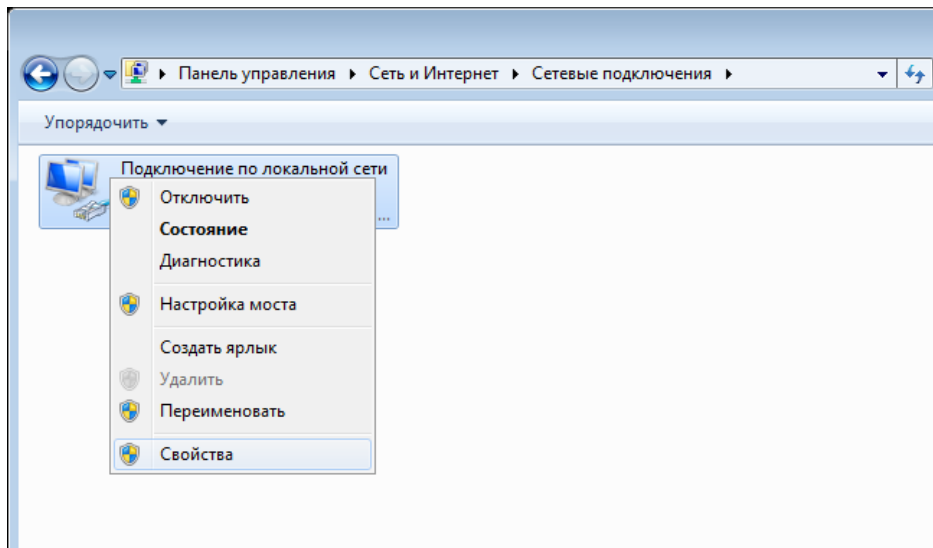 Панель управления ▸ Сеть и Интернет ▸ Сетевые подключения ▸
Упорядочить
Подключение по локальной сети
Отключить
...
Состояние
Диагностика
Настройка моста
Создать ярлык
Удалить
Переименовать
Свойства